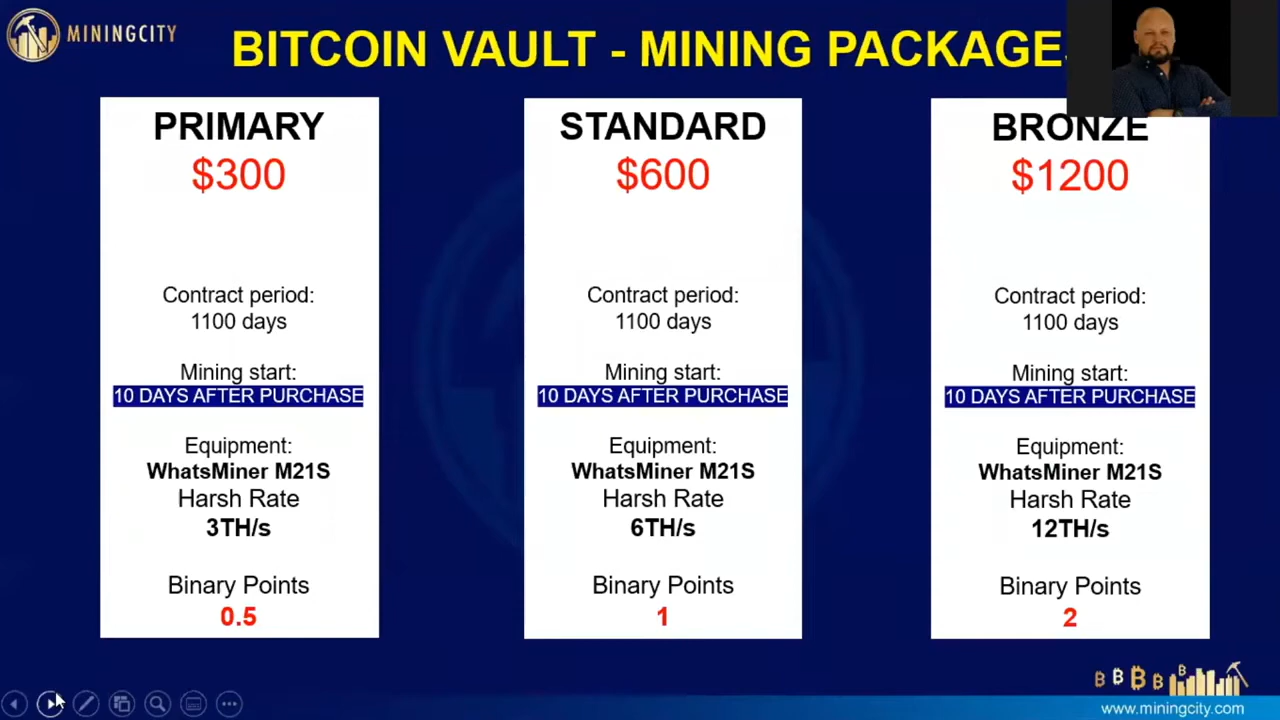 MININGCITY
BITCOIN VAULT - MINING PACKAGES
PRIMARY
$300
Contract period:
1100 days
Mining start:
10 DAYS AFTER PURCHASE
Equipment:
WhatsMiner M21S
Harsh Rate
3TH/s
Binary Points
0.5
STANDARD
$600
Contract period:
1100 days
Mining start:
10 DAYS AFTER PURCHASE
Equipment:
WhatsMiner M21S
Harsh Rate
6TH/s
Binary Points
1
BRONZE
$1200
Contract period:
1100 days
Mining start:
10 DAYS AFTER PURCHASE
Equipment:
WhatsMiner M21S
Harsh Rate
12TH/s
Binary Points
2
www.miningcity.com